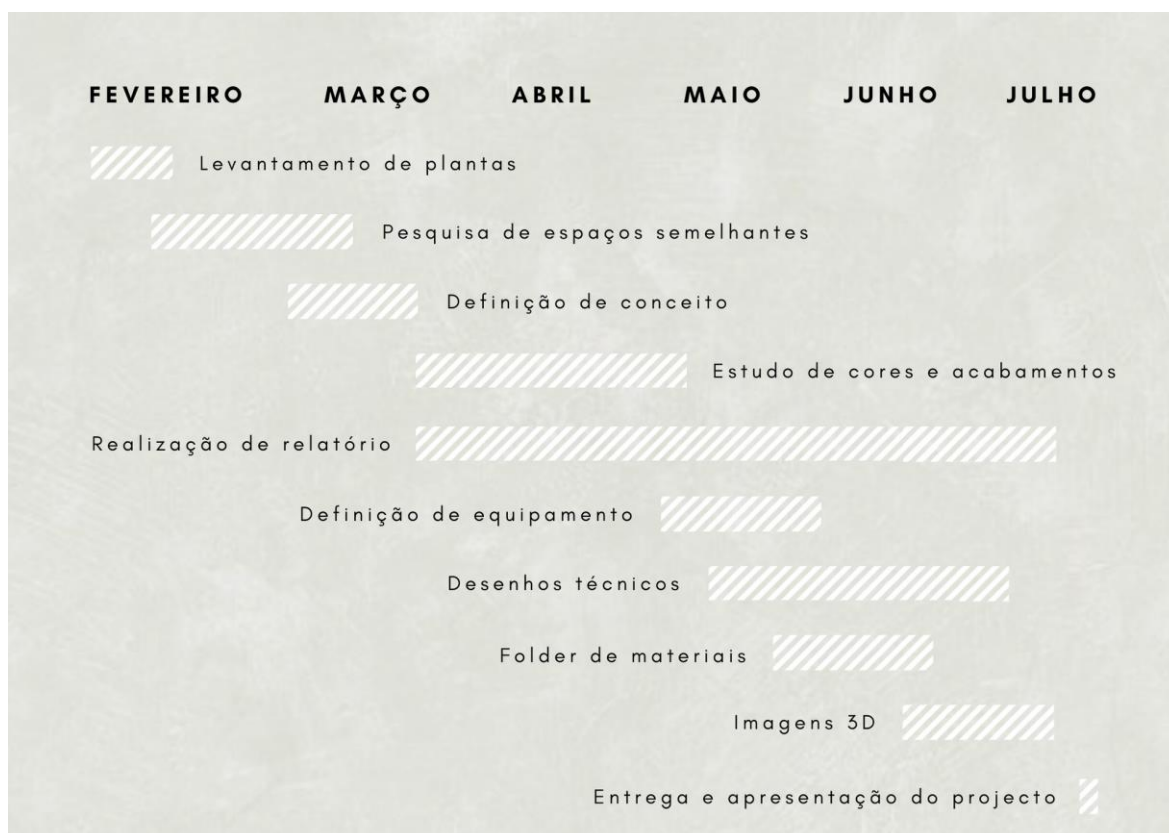 FEVEREIRO MARÇO ABRIL MAIO JUNHO JULHO
Levantamento de plantas
Pesquisa de espaços semelhantes
Definição de conceito
Estudo de cores e acabamentos
Realização de relatório
Definição de equipamento
Desenhos técnicos
Folder de materiais
Imagens 3D
Entrega e apresentação do projecto